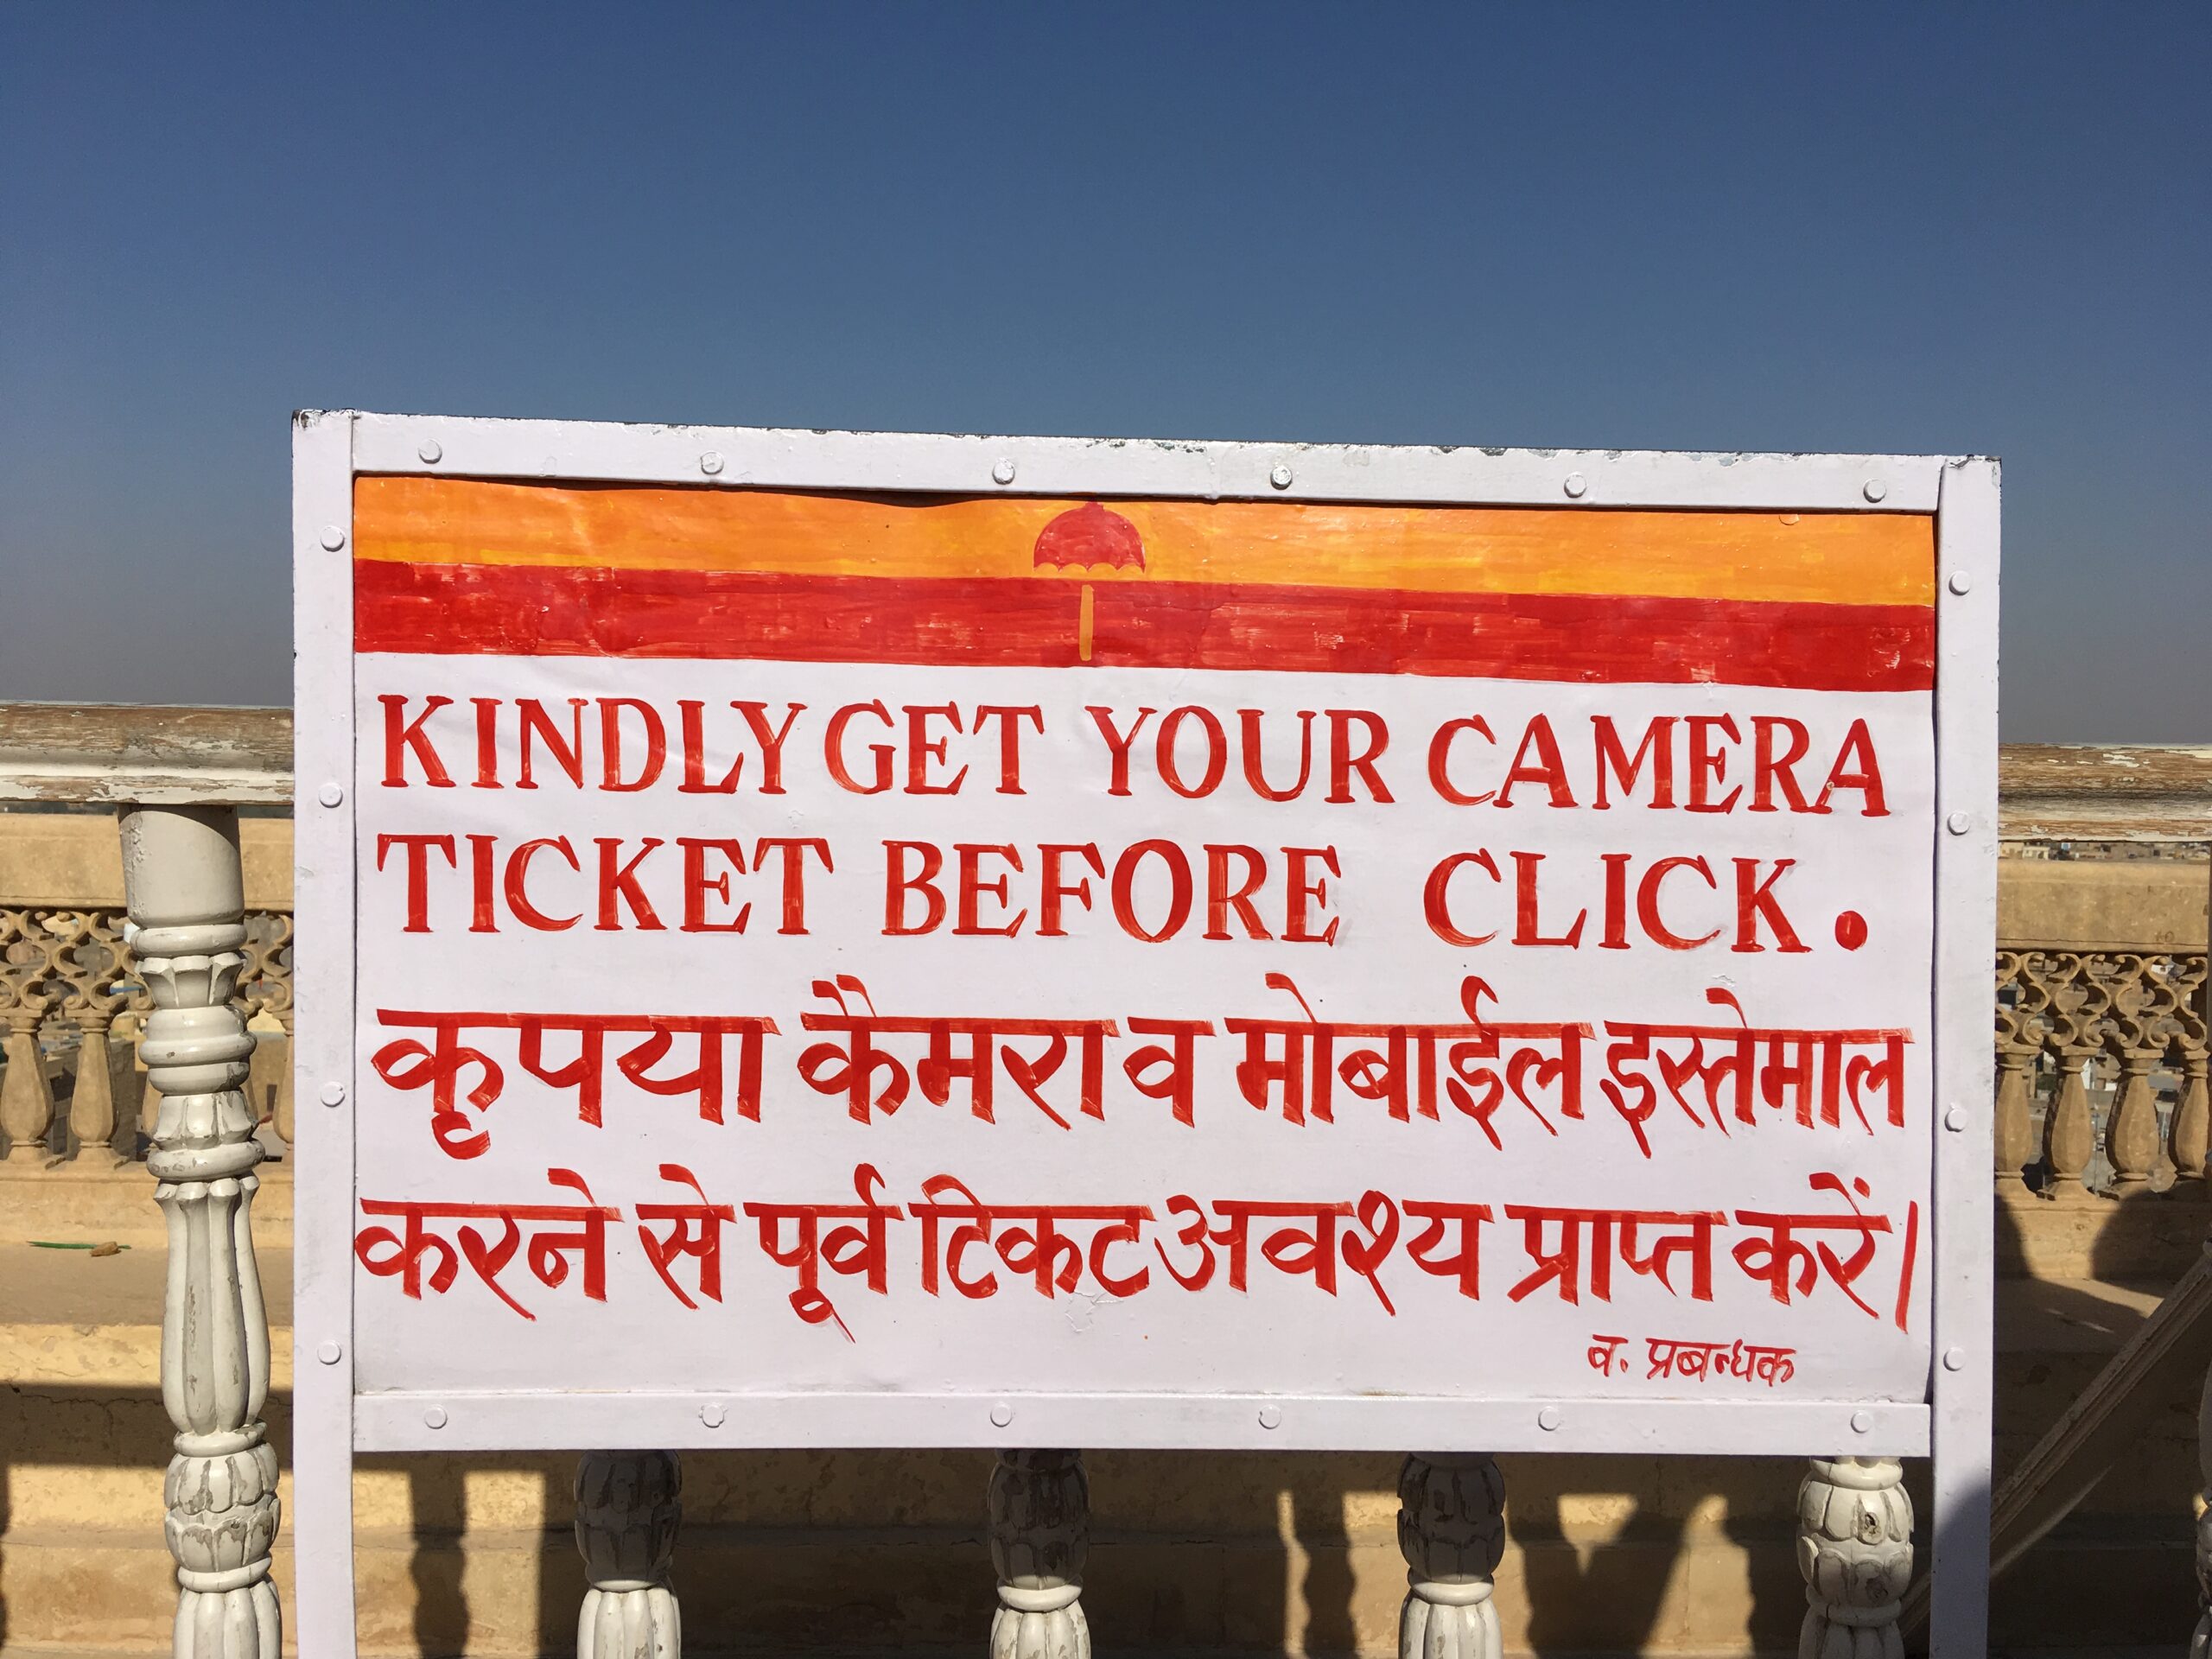 KINDLY GET YOUR CAMERA
TICKET BEFORE CLICK.
कृपया कैमरा व मोबाईल इस्तेमाल
करने से पूर्व टिकट अवश्य प्राप्त करें।
व. प्रबन्धक